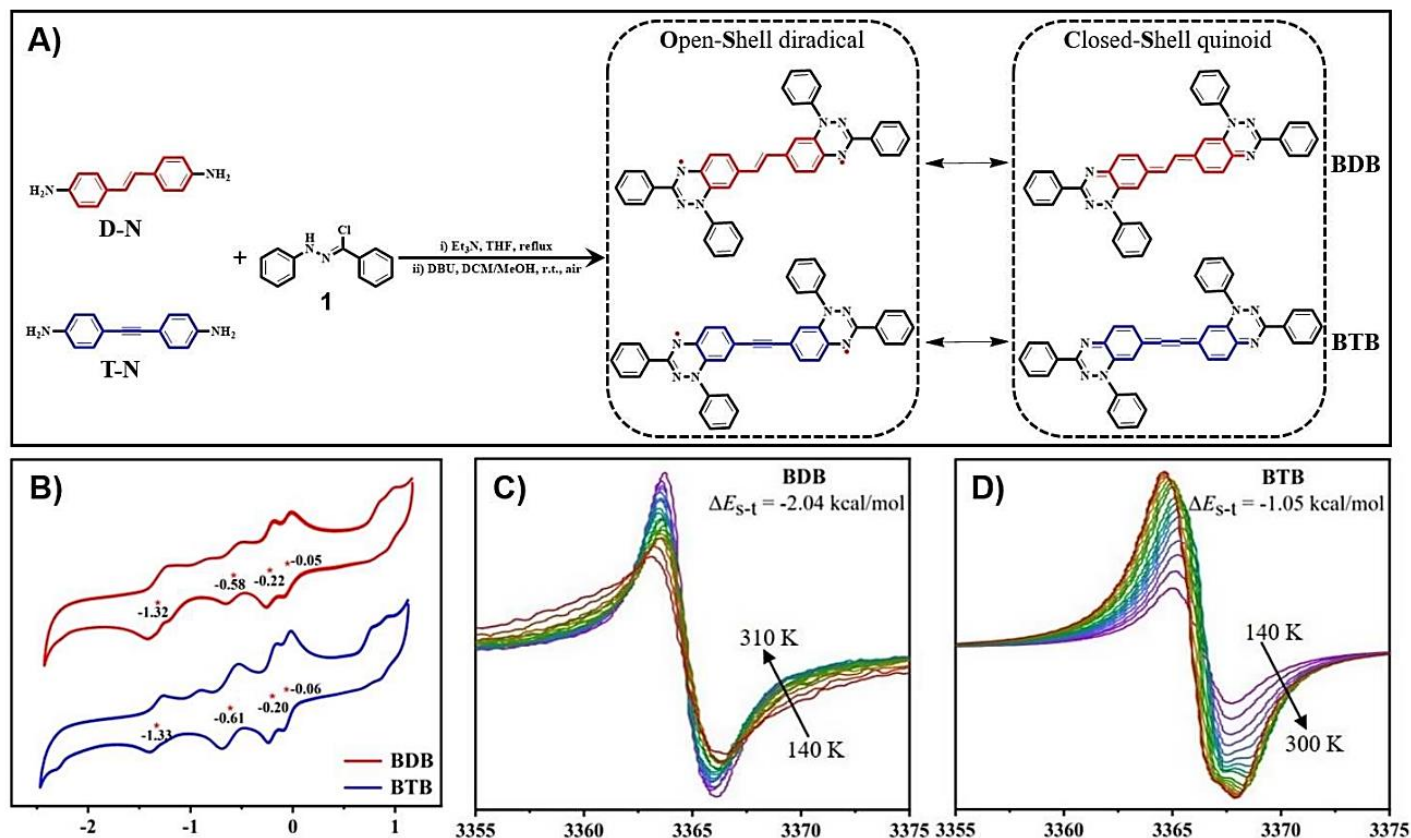 A)
Open-Shell diradical
Closed-Shell quinoid
H₂N
NH₂
D-N
H₂N
NH₂
T-N
+
H
N
N
Cl
1
i) Et₃N, THF, reflux
ii) DBU, DCM/MeOH, r.t., air
N
N
N
N
N
N
BDB
N
N
N
N
N
N
N
N
N
N
N
N
BTB
N
N
N
N
N
N
B)
-1.32
-0.58
-0.22
-0.05
-1.33
-0.61
-0.20
-0.06
BDB
BTB
-2
-1
0
1
C)
BDB
ΔEs-t = -2.04 kcal/mol
310 K
140 K
3355
3360
3365
3370
3375
D)
BTB
ΔEs-t = -1.05 kcal/mol
140 K
300 K
3355
3360
3365
3370
3375